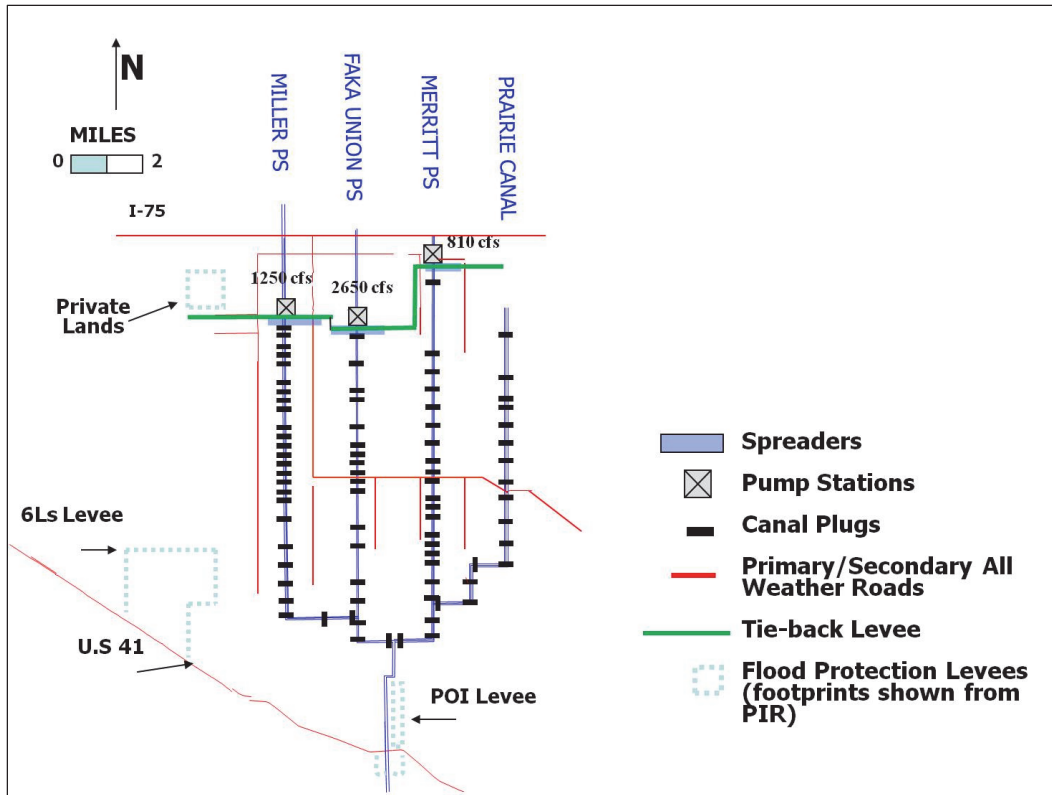 N
MILES
0 2
I-75
MILLER PS
FAKA UNION PS
MERRITT PS
PRAIRIE CANAL
810 cfs
1250 cfs
2650 cfs
Private
Lands
6Ls Levee
U.S 41
POI Levee
Spreaders
Pump Stations
Canal Plugs
Primary/Secondary All
Weather Roads
Tie-back Levee
Flood Protection Levees
(footprints shown from
PIR)